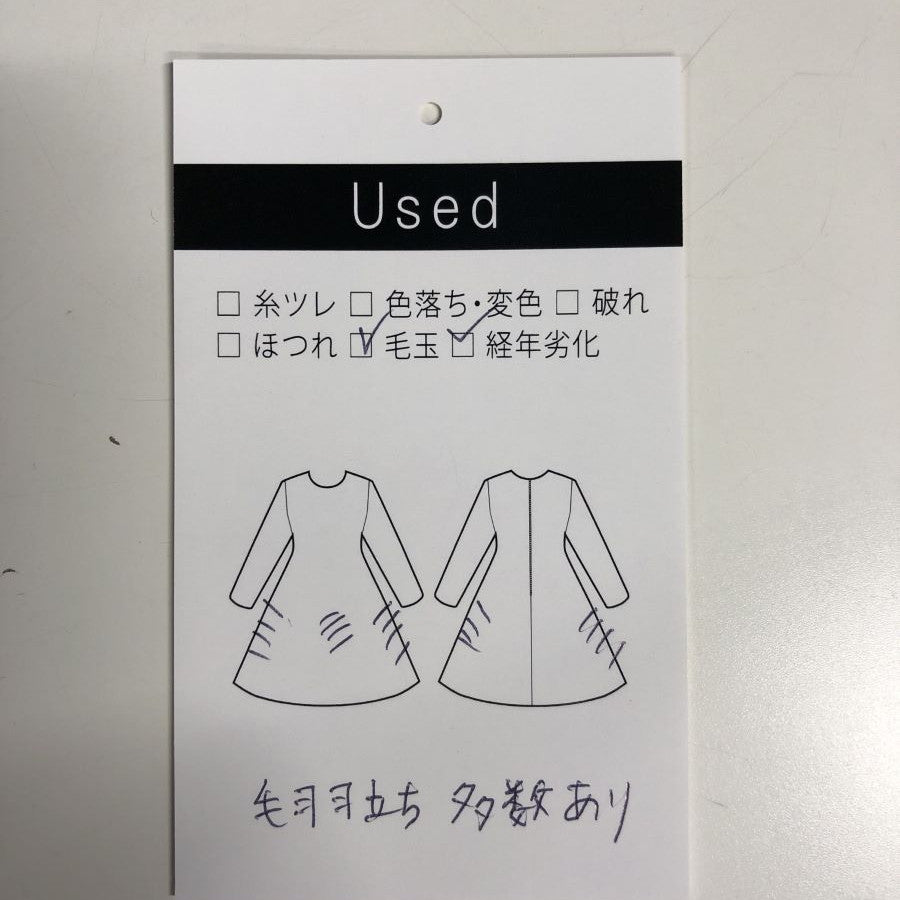 Used
□ 糸ツレ □ 色落ち・変色 □ 破れ
□ ほつれ ☑ 毛玉 ☑ 経年劣化
毛羽立ち 多数あり